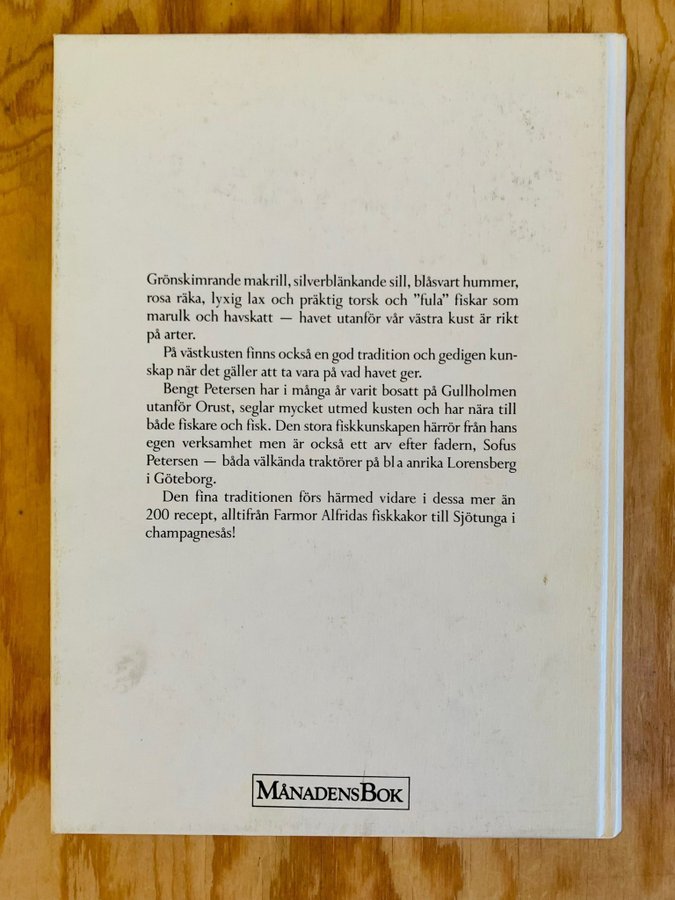 Grönskimrande makrill, silverblänkande sill, blåsvart hummer,
rosa räka, lyxig lax och präktig torsk och ”fula” fiskar som
marulk och havskatt — havet utanför vår västra kust är rikt
på arter.
På västkusten finns också en god tradition och gedigen kun-
skap när det gäller att ta vara på vad havet ger.
Bengt Petersen har i många år varit bosatt på Gullholmen
utanför Orust, seglar mycket utmed kusten och har nära till
både fiskare och fisk. Den stora fiskkunskapen härrör från hans
egen verksamhet men är också ett arv efter fadern, Sofus
Petersen — båda välkända traktörer på bl a anrika Lorensberg
i Göteborg.
Den fina traditionen förs härmed vidare i dessa mer än
200 recept, alltifrån Farmor Alfridas fiskkakor till Sjötunga i
champagnesås!
MÅNADENSBOK